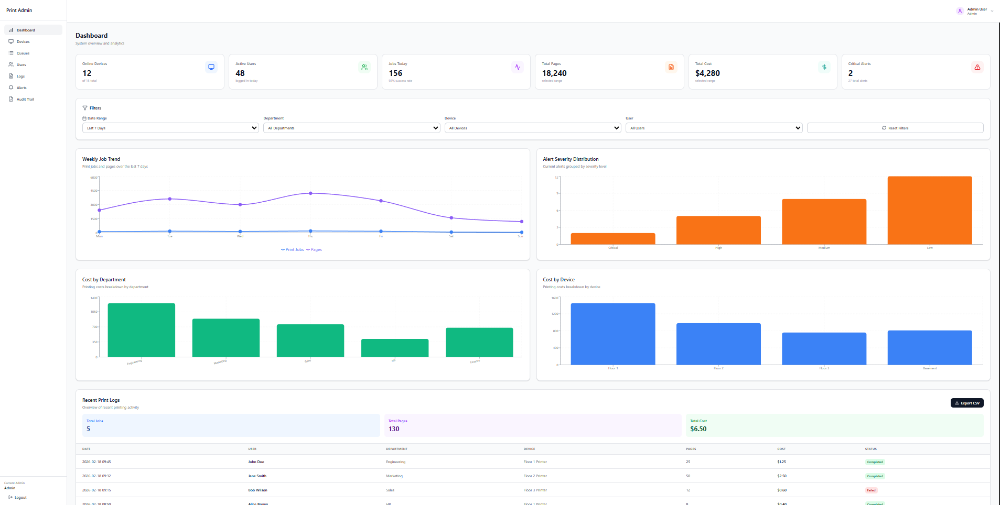 Print Admin
Admin User
Admin
Dashboard
Devices
Queues
Users
Logs
Alerts
Audit Trail
Current Admin
Admin
Logout
Dashboard
System overview and analytics
Online Devices
12
of 15 total
Active Users
48
logged in today
Jobs Today
156
92% success rate
Total Pages
18,240
selected range
Total Cost
$4,280
selected range
Critical Alerts
2
27 total alerts
Filters
Date Range
Last 7 Days
Department
All Departments
Device
All Devices
User
All Users
Reset Filters
Weekly Job Trend
Print jobs and pages over the last 7 days
6000
4500
3000
1500
0
Mon Tue Wed Thu Fri Sat Sun
Print Jobs Pages
Alert Severity Distribution
Current alerts grouped by severity level
12
9
6
3
0
Critical High Medium Low
Cost by Department
Printing costs breakdown by department
1400
1050
700
350
0
Engineering Marketing Sales HR Finance
Cost by Device
Printing costs breakdown by device
1600
1200
800
400
0
Floor 1 Floor 2 Floor 3 Basement
Recent Print Logs
Overview of recent printing activity
Export CSV
Total Jobs
5
Total Pages
130
Total Cost
$6.50
DATE USER DEPARTMENT DEVICE PAGES COST STATUS
2026-02-18 09:45 John Doe Engineering Floor 1 Printer 25 $1.25 Completed
2026-02-18 09:32 Jane Smith Marketing Floor 2 Printer 50 $2.50 Completed
2026-02-18 09:15 Bob Wilson Sales Floor 3 Printer 12 $0.60 Failed
2026-02-18 08:50 Alice Brown HR Floor 1 Printer 8 $0.40 Completed